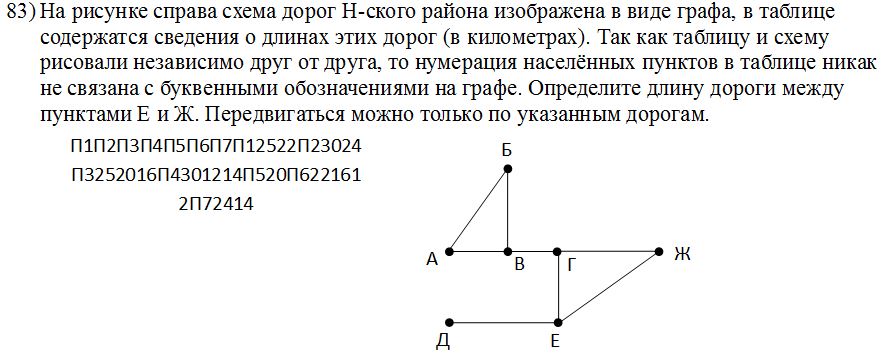 83) На рисунке справа схема дорог Н-ского района изображена в виде графа, в таблице
содержатся сведения о длинах этих дорог (в километрах). Так как таблицу и схему
рисовали независимо друг от друга, то нумерация населённых пунктов в таблице никак
не связана с буквенными обозначениями на графе. Определите длину дороги между
пунктами Е и Ж. Передвигаться можно только по указанным дорогам.
П1П2П3П4П5П6П7П12522П23024
П3252016П4301214П520П622161
2П72414
Б
А
В
Г
Ж
Д
Е